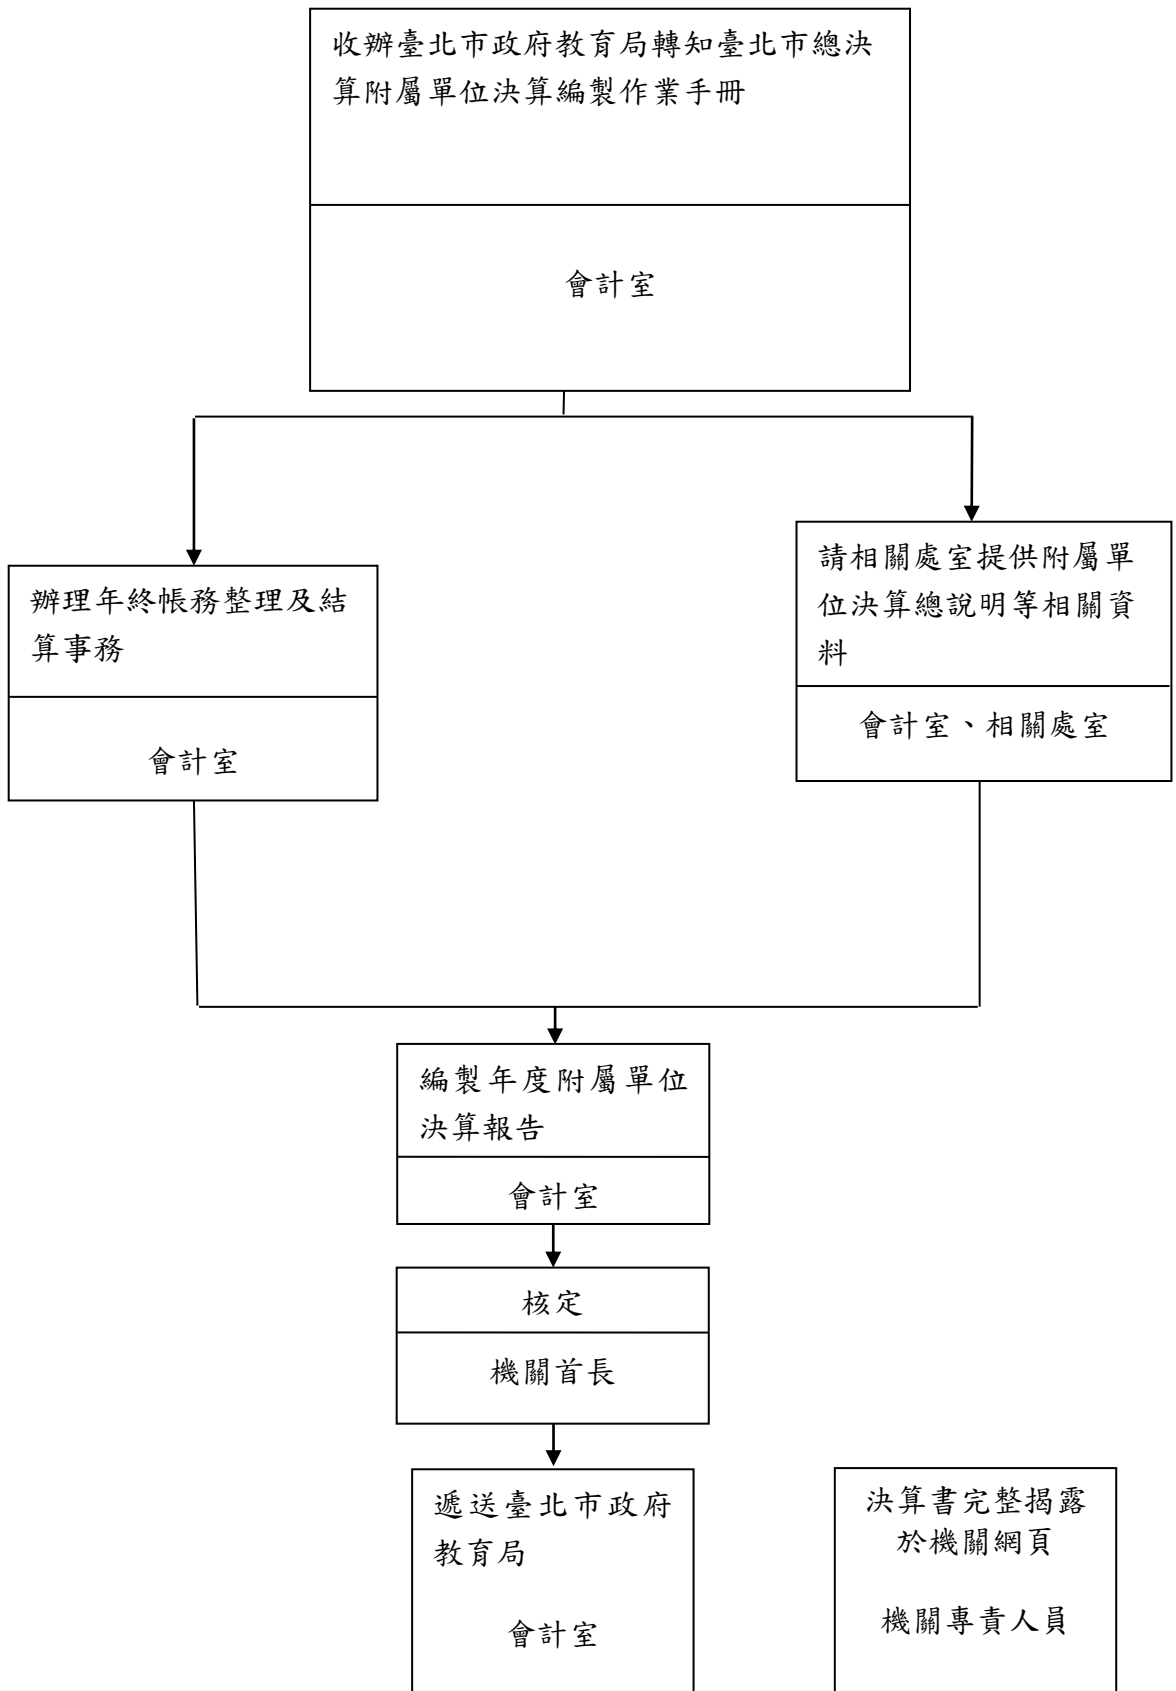 收辦臺北市政府教育局轉知臺北市總決
算附屬單位決算編製作業手冊
會計室
辦理年終帳務整理及結
算事務
會計室
請相關處室提供附屬單
位決算總說明等相關資
料
會計室、相關處室
編製年度附屬單位
決算報告
會計室
核定
機關首長
遞送臺北市政府
教育局
會計室
決算書完整揭露
於機關網頁
機關專責人員